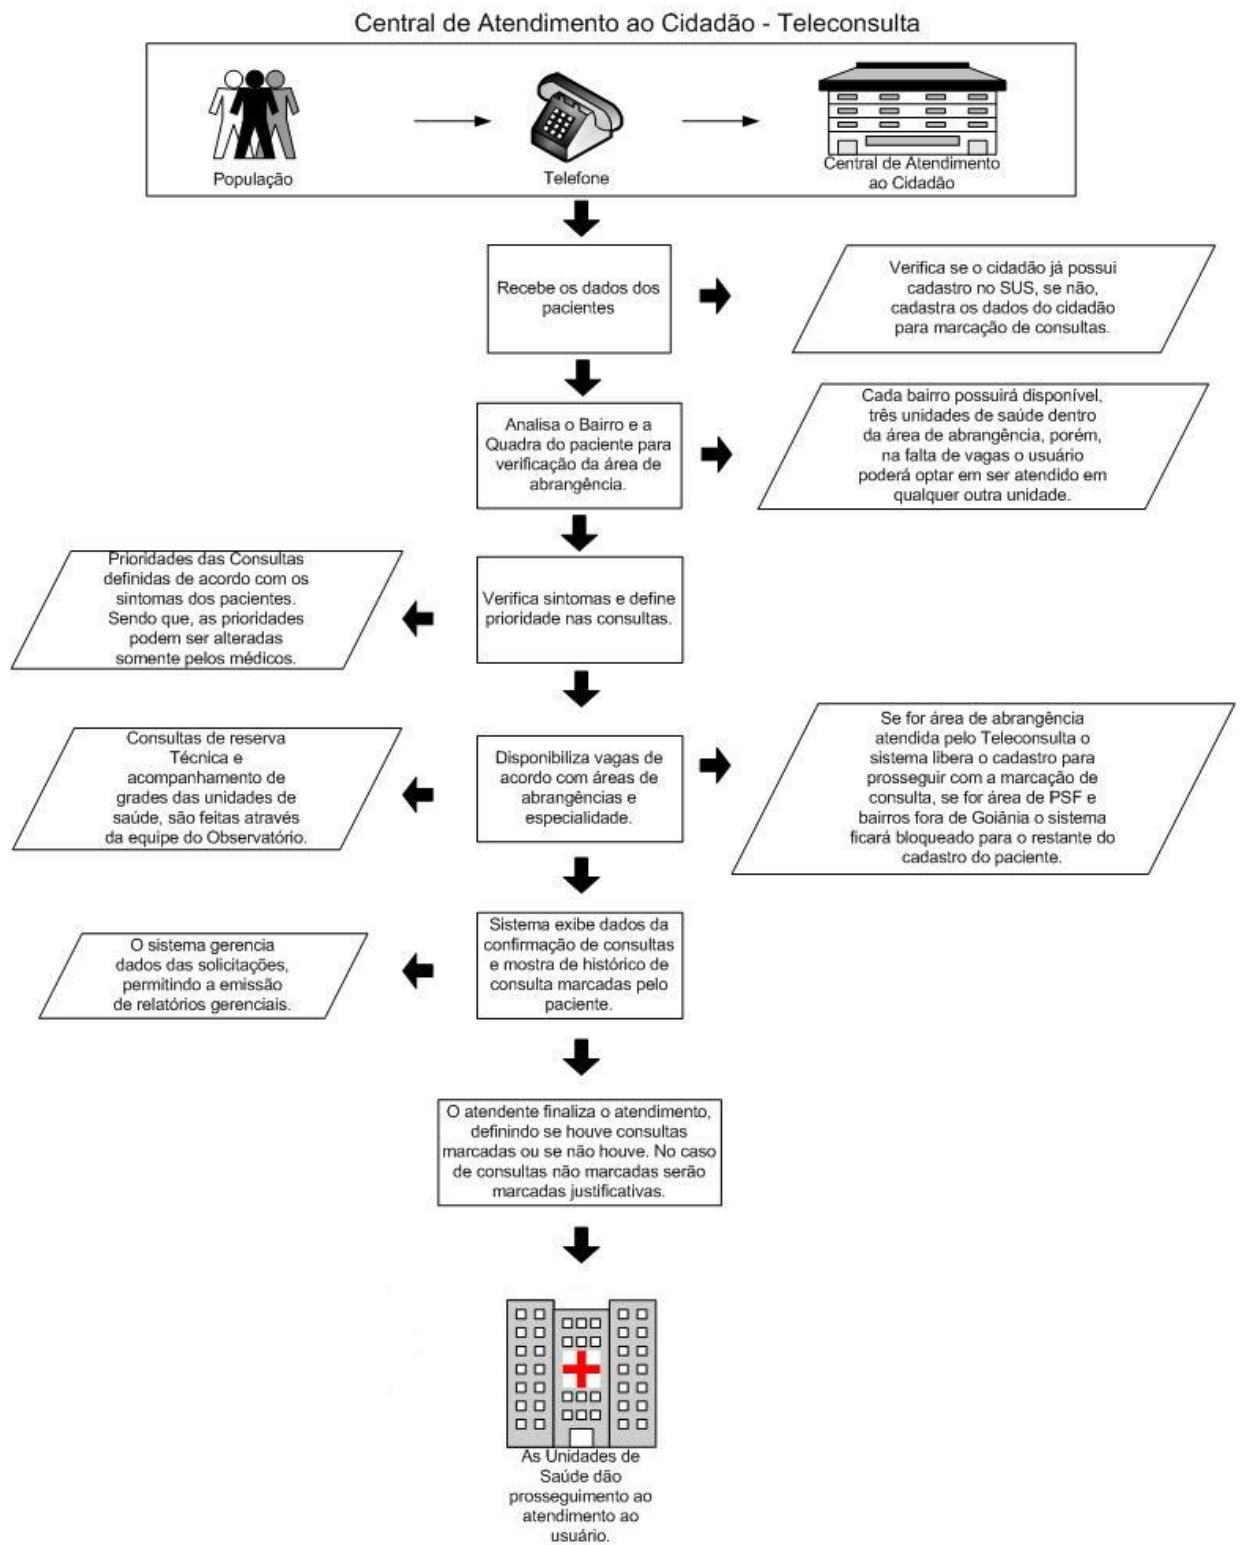 Central de Atendimento ao Cidadão - Teleconsulta
População
Telefone
Central de Atendimento
ao Cidadão
Recebe os dados dos
pacientes
Verifica se o cidadão já possui
cadastro no SUS, se não,
cadastra os dados do cidadão
para marcação de consultas.
Analisa o Bairro e a
Quadra do paciente para
verificação da área de
abrangência.
Cada bairro possuirá disponível,
três unidades de saúde dentro
da área de abrangência, porém,
na falta de vagas o usuário
poderá optar em ser atendido em
qualquer outra unidade.
Prioridades das Consultas
definidas de acordo com os
sintomas dos pacientes.
Sendo que, as prioridades
podem ser alteradas
somente pelos médicos.
Verifica sintomas e define
prioridade nas consultas.
Consultas de reserva
Técnica e
acompanhamento de
grades das unidades de
saúde, são feitas através
da equipe do Observatório.
Disponibiliza vagas de
acordo com áreas de
abrangências e
especialidade.
Se for área de abrangência
atendida pelo Teleconsulta o
sistema libera o cadastro para
prosseguir com a marcação de
consulta, se for área de PSF e
bairros fora de Goiânia o sistema
ficará bloqueado para o restante do
cadastro do paciente.
O sistema gerencia
dados das solicitações,
permitindo a emissão
de relatórios gerenciais.
Sistema exibe dados da
confirmação de consultas
e mostra de histórico de
consulta marcadas pelo
paciente.
O atendente finaliza o atendimento,
definindo se houve consultas
marcadas ou se não houve. No caso
de consultas não marcadas serão
marcadas justificativas.
As Unidades de
Saúde dão
prosseguimento ao
atendimento ao
usuário.